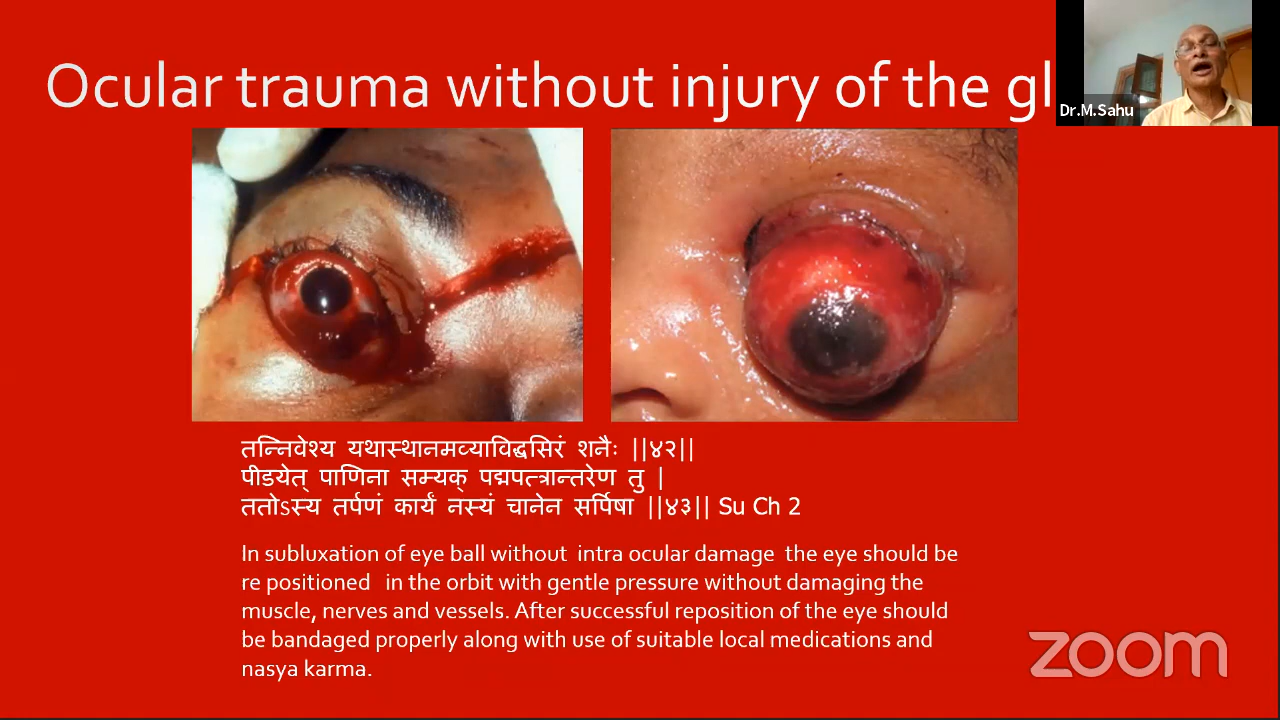 Ocular trauma without injury of the gl
Dr.M.Sahu
तन्निवेश्य यथास्थानमव्याविद्धसिरं शनैः ||४२||
पीडयेत् पाणिना सम्यक् पद्मपत्त्रान्तरेण तु |
ततोऽस्य तर्पणं कार्यं नस्यं चानेन सर्पिषा ||४३|| Su Ch 2
In subluxation of eye ball without intra ocular damage the eye should be
re positioned in the orbit with gentle pressure without damaging the
muscle, nerves and vessels. After successful reposition of the eye should
be bandaged properly along with use of suitable local medications and
nasya karma.
zoom